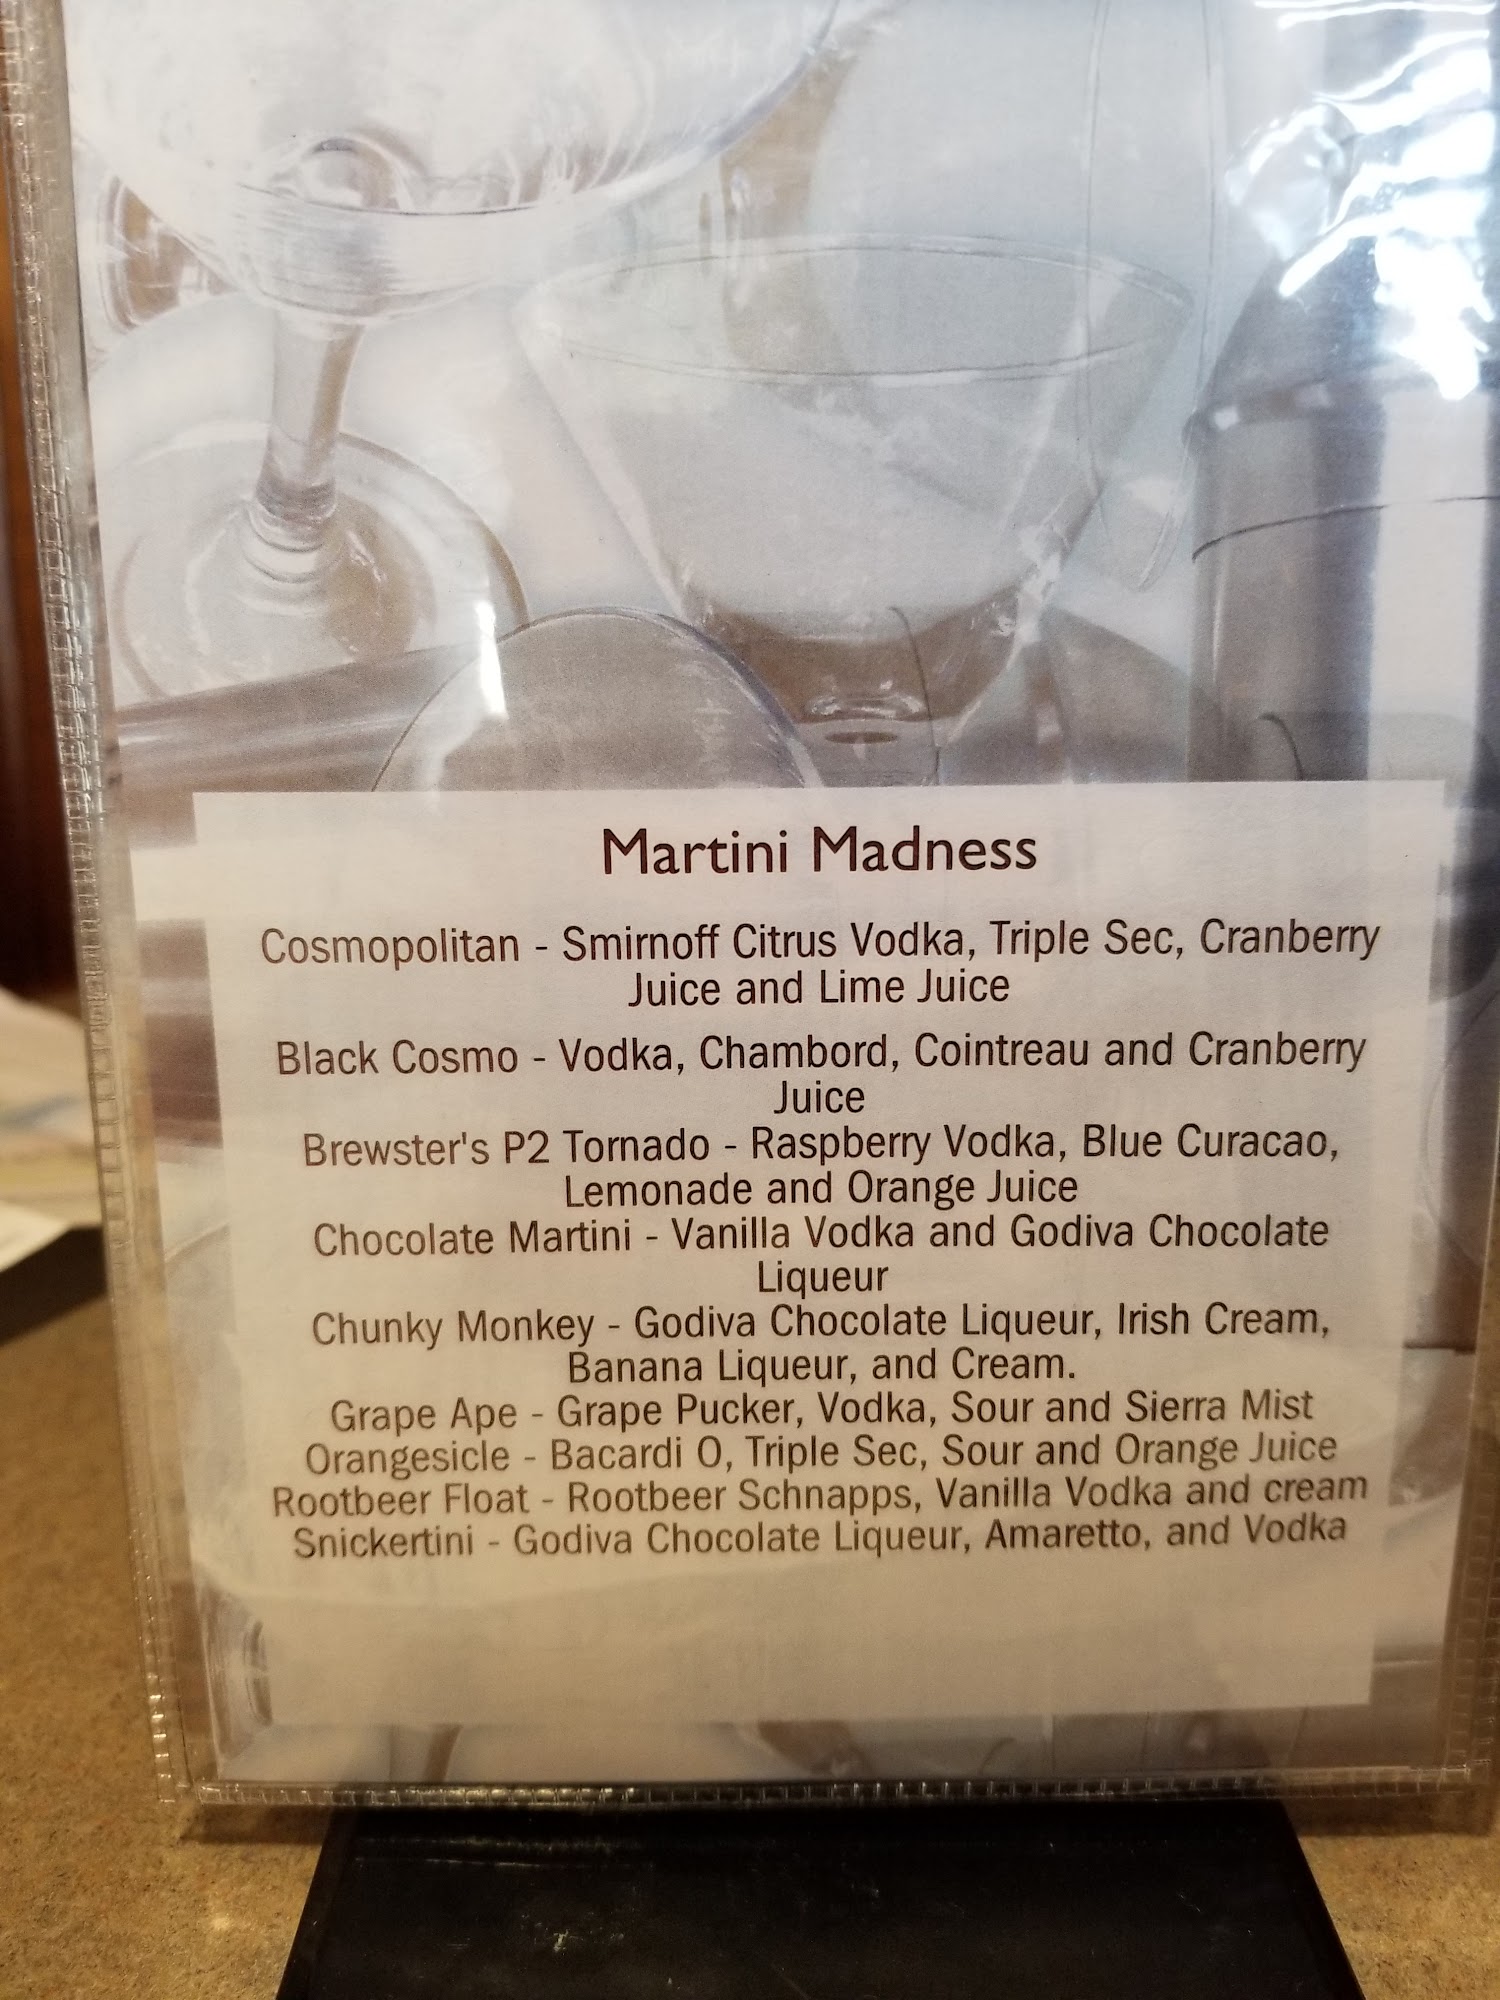 Martini Madness
Cosmopolitan - Smirnoff Citrus Vodka, Triple Sec, Cranberry
Juice and Lime Juice
Black Cosmo - Vodka, Chambord, Cointreau and Cranberry
Juice
Brewster's P2 Tornado - Raspberry Vodka, Blue Curacao,
Lemonade and Orange Juice
Chocolate Martini - Vanilla Vodka and Godiva Chocolate
Liqueur
Chunky Monkey - Godiva Chocolate Liqueur, Irish Cream,
Banana Liqueur, and Cream.
Grape Ape - Grape Pucker, Vodka, Sour and Sierra Mist
Orangesicle - Bacardi O, Triple Sec, Sour and Orange Juice
Rootbeer Float - Rootbeer Schnapps, Vanilla Vodka and cream
Snickertini - Godiva Chocolate Liqueur, Amaretto, and Vodka